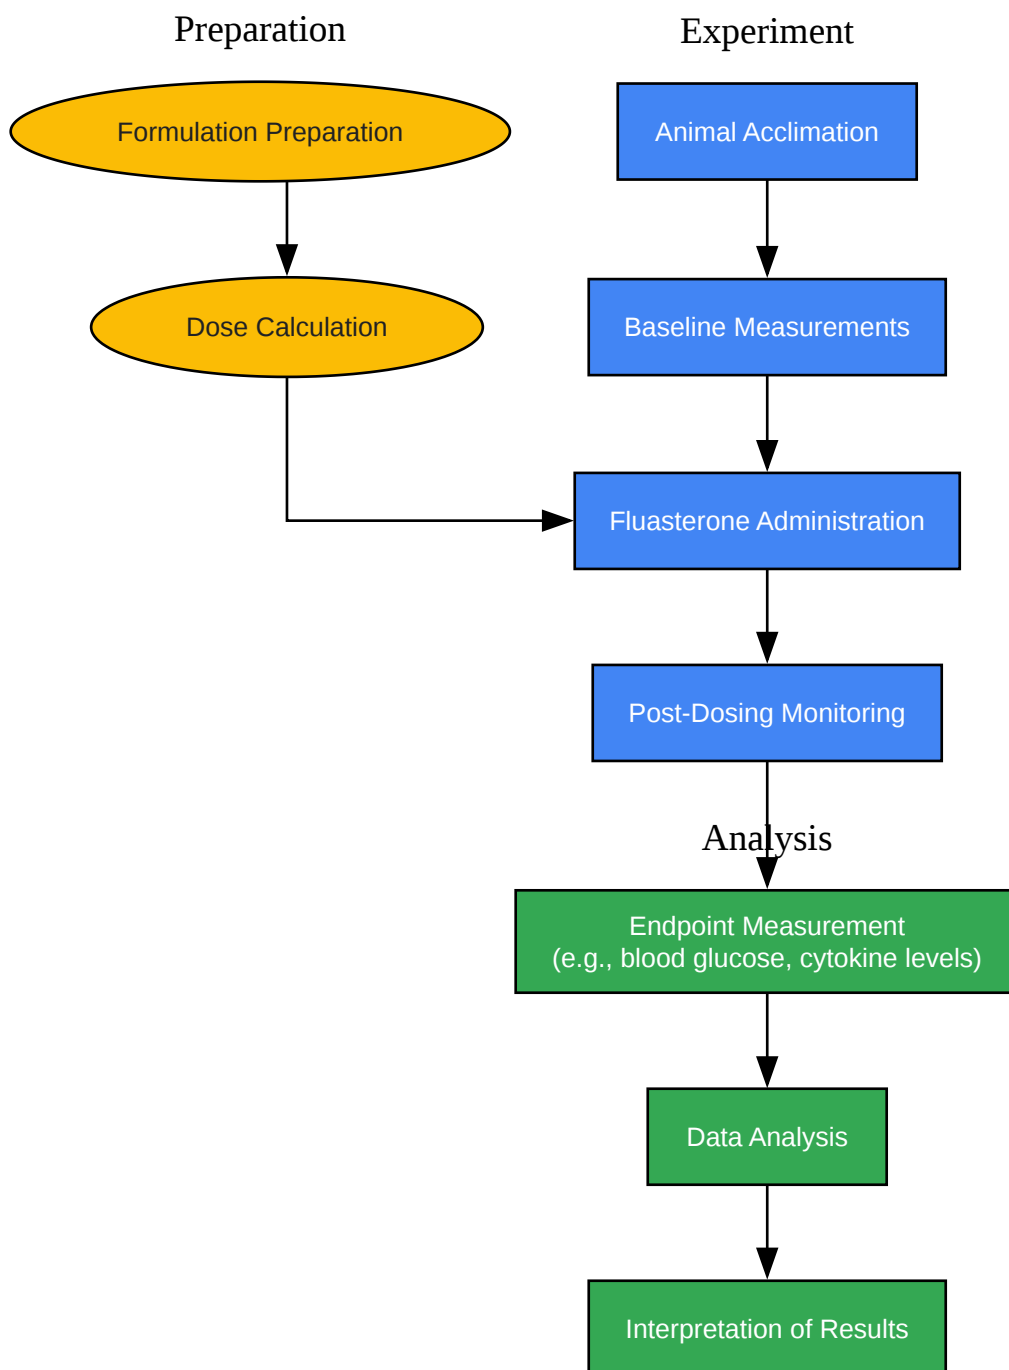 Preparation
Formulation Preparation
Dose Calculation
Experiment
Animal Acclimation
Baseline Measurements
Fluasterone Administration
Post-Dosing Monitoring
Analysis
Endpoint Measurement
(e.g., blood glucose, cytokine levels)
Data Analysis
Interpretation of Results